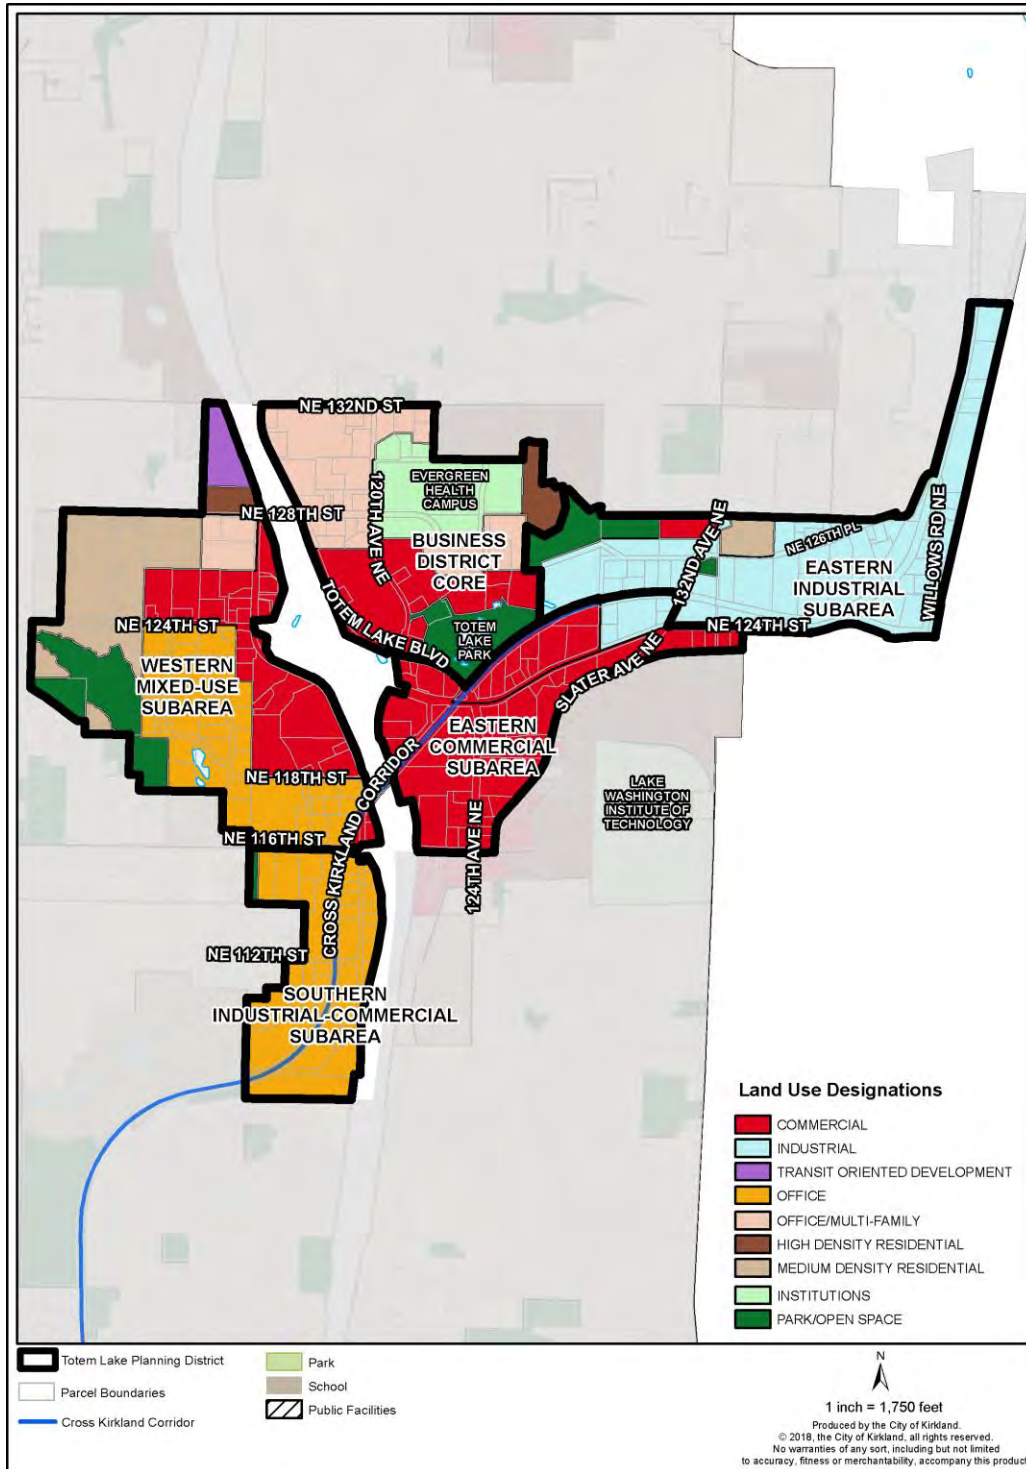 NE 132ND ST
120TH AVE NE
EVERGREEN
HEALTH
CAMPUS
NE 128TH ST
BUSINESS
DISTRICT
CORE
132ND AVE NE
NE 126TH PL
WILLOWS RD NE
EASTERN
INDUSTRIAL
SUBAREA
NE 124TH ST
NE 124TH ST
TOTEM LAKE BLVD
TOTEM
LAKE
PARK
SLATER AVE NE
WESTERN
MIXED-USE
SUBAREA
EASTERN
COMMERCIAL
SUBAREA
NE 118TH ST
LAKE
WASHINGTON
INSTITUTE OF
TECHNOLOGY
NE 116TH ST
CROSS KIRKLAND CORRIDOR
124TH AVE NE
NE 112TH ST
SOUTHERN
INDUSTRIAL-COMMERCIAL
SUBAREA
Land Use Designations
COMMERCIAL
INDUSTRIAL
TRANSIT ORIENTED DEVELOPMENT
OFFICE
OFFICE/MULTI-FAMILY
HIGH DENSITY RESIDENTIAL
MEDIUM DENSITY RESIDENTIAL
INSTITUTIONS
PARK/OPEN SPACE
Totem Lake Planning District
Parcel Boundaries
Cross Kirkland Corridor
Park
School
Public Facilities
N
1 inch = 1,750 feet
Produced by the City of Kirkland.
© 2018, the City of Kirkland, all rights reserved.
No warranties of any sort, including but not limited
to accuracy, fitness or merchantability, accompany this product